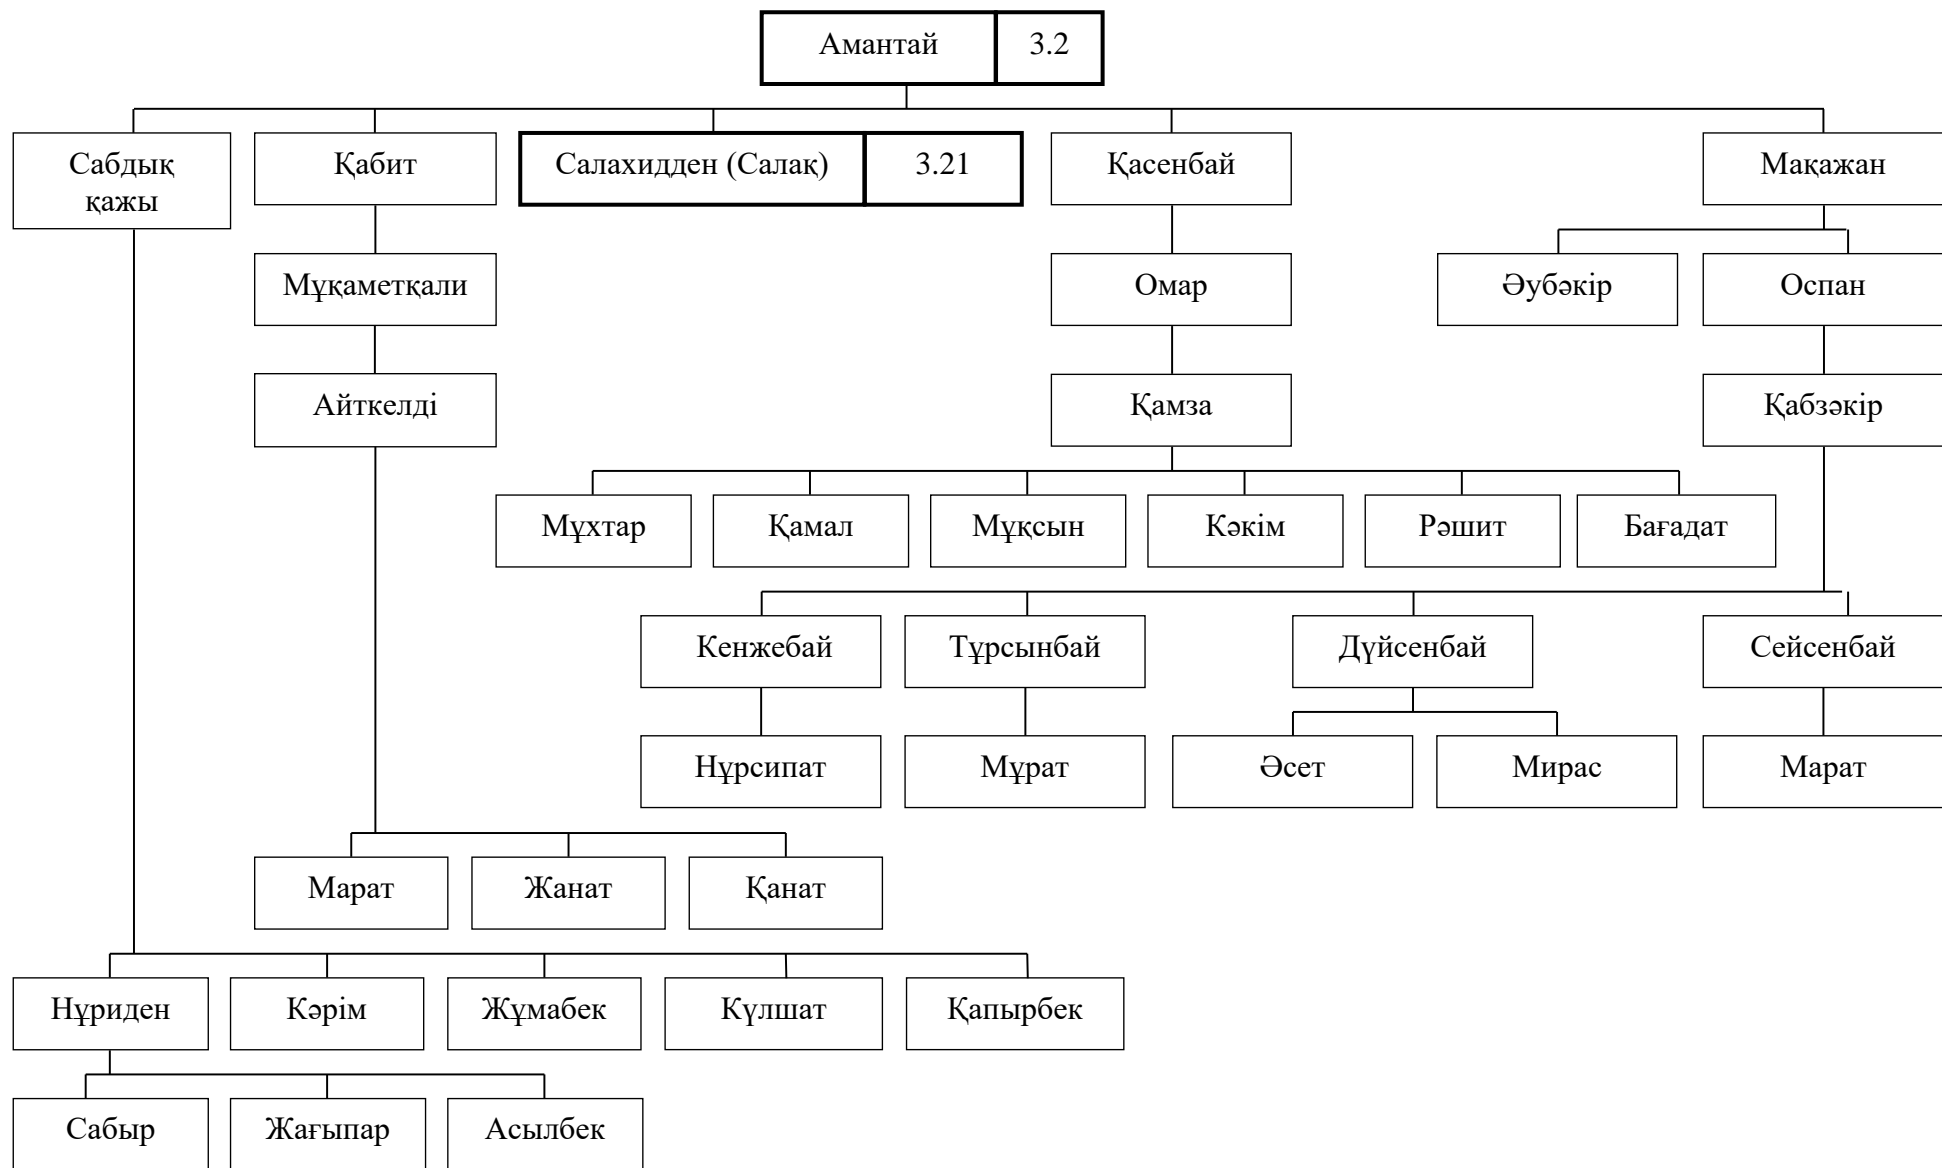 Амантай 3.2
Сабдық
қажы
Қабит
Салахидден (Салақ) 3.21
Қасенбай
Мақажан
Мұқаметқали
Омар
Әубәкір
Оспан
Айткелді
Қамза
Қабзәкір
Мұхтар
Қамал
Мұқсын
Кәкім
Рәшит
Бағадат
Кенжебай
Тұрсынбай
Дүйсенбай
Сейсенбай
Нұрсипат
Мұрат
Әсет
Мирас
Марат
Марат
Жанат
Қанат
Нұриден
Кәрім
Жұмабек
Күлшат
Қапырбек
Сабыр
Жағыпар
Асылбек